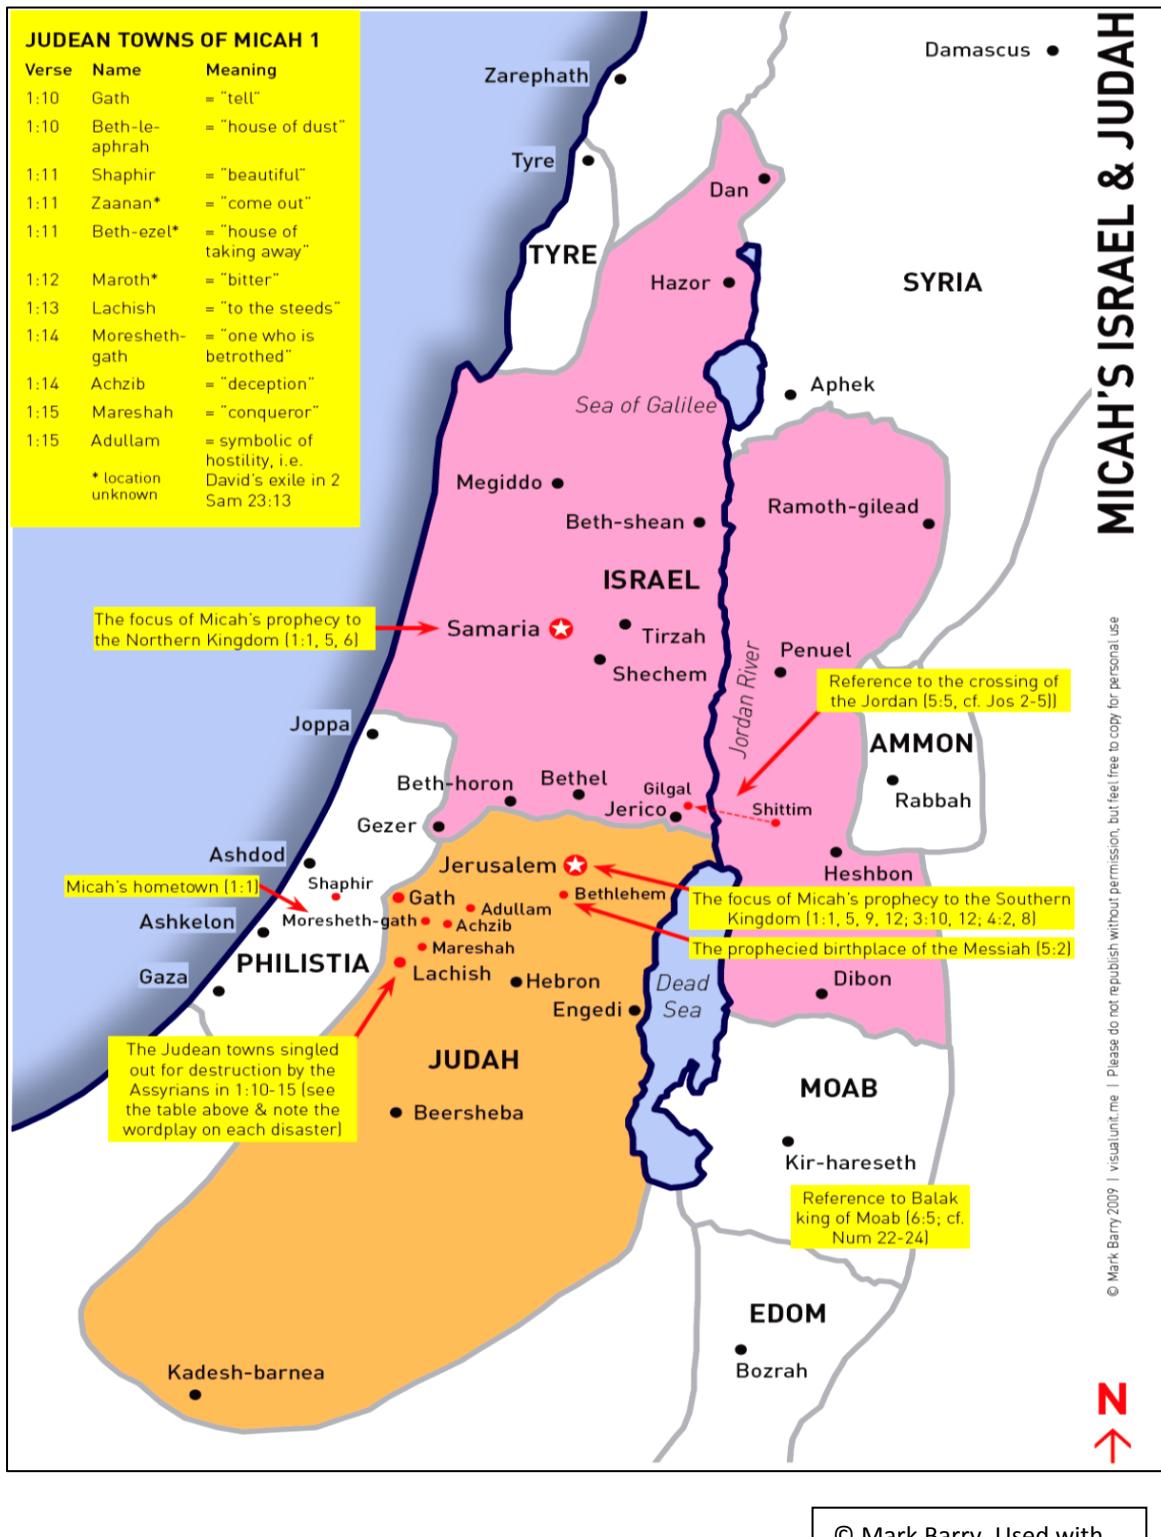 JUDEAN TOWNS OF MICAH 1
Verse Name Meaning
1:10 Gath = "tell"
1:10 Beth-le- = "house of dust"
aphrah
1:11 Shaphir = "beautiful"
1:11 Zaanan* = "come out"
1:11 Beth-ezel* = "house of
taking away"
1:12 Maroth* = "bitter"
1:13 Lachish = "to the steeds"
1:14 Moresheth- = "one who is
gath betrothed"
1:14 Achzib = "deception"
1:15 Mareshah = "conqueror"
1:15 Adullam = symbolic of
hostility, i.e.
* location David's exile in 2
unknown Sam 23:13
MICAH'S ISRAEL & JUDAH
Damascus
Zarephath
Tyre
Dan
TYRE
Hazor
SYRIA
Aphek
Sea of Galilee
Megiddo
Ramoth-gilead
Beth-shean
ISRAEL
The focus of Micah's prophecy to
the Northern Kingdom (1:1, 5, 6)
Samaria
Tirzah
Shechem
Penuel
Jordan River
Reference to the crossing of
the Jordan (5:5, cf. Jos 2-5))
Joppa
AMMON
Rabbah
Beth-horon
Bethel
Gilgal
Jerico
Shittim
Gezer
Ashdod
Jerusalem
Heshbon
Micah's hometown (1:1)
Shaphir
Gath
Bethlehem
The focus of Micah's prophecy to the Southern
Kingdom (1:1, 5, 9, 12; 3:10, 12; 4:2, 8)
Adullam
Ashkelon
Moresheth-gath
Achzib
Mareshah
The prophecied birthplace of the Messiah (5:2)
PHILISTIA
Lachish
Gaza
Hebron
Dead
Sea
Dibon
Engedi
The Judean towns singled
out for destruction by the
Assyrians in 1:10-15 (see
the table above & note the
wordplay on each disaster)
JUDAH
MOAB
Beersheba
Kir-hareseth
Reference to Balak
king of Moab (6:5; cf.
Num 22-24)
EDOM
Bozrah
Kadesh-barnea
© Mark Barry 2009 | visualunit.me | Please do not republish without permission, but feel free to copy for personal use
N
© Mark Barry. Used with